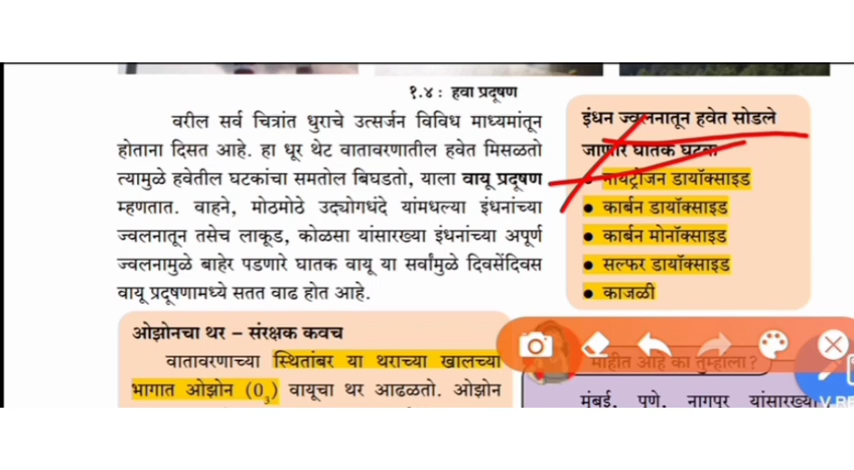 १.४ : हवा प्रदूषण
वरील सर्व चित्रांत धुराचे उत्सर्जन विविध माध्यमांतून
होताना दिसत आहे. हा धूर थेट वातावरणातील हवेत मिसळतो
त्यामुळे हवेतील घटकांचा समतोल बिघडतो, याला वायू प्रदूषण
म्हणतात. वाहने, मोठमोठे उद्योगधंदे यांमधल्या इंधनांच्या
ज्वलनातून तसेच लाकूड, कोळसा यांसारख्या इंधनांच्या अपूर्ण
ज्वलनामुळे बाहेर पडणारे घातक वायू या सर्वांमुळे दिवसेंदिवस
वायू प्रदूषणामध्ये सतत वाढ होत आहे.
इंधन ज्वलनातून हवेत सोडले
जाणारे घातक घटक
● नायट्रोजन डायॉक्साइड
● कार्बन डायॉक्साइड
● कार्बन मोनॉक्साइड
● सल्फर डायॉक्साइड
● काजळी
ओझोनचा थर – संरक्षक कवच
वातावरणाच्या स्थितांबर या थराच्या खालच्या
भागात ओझोन (O₃) वायूचा थर आढळतो. ओझोन
माहीत आहे का तुम्हांला ?
मुंबई, पुणे, नागपूर यांसारख्या